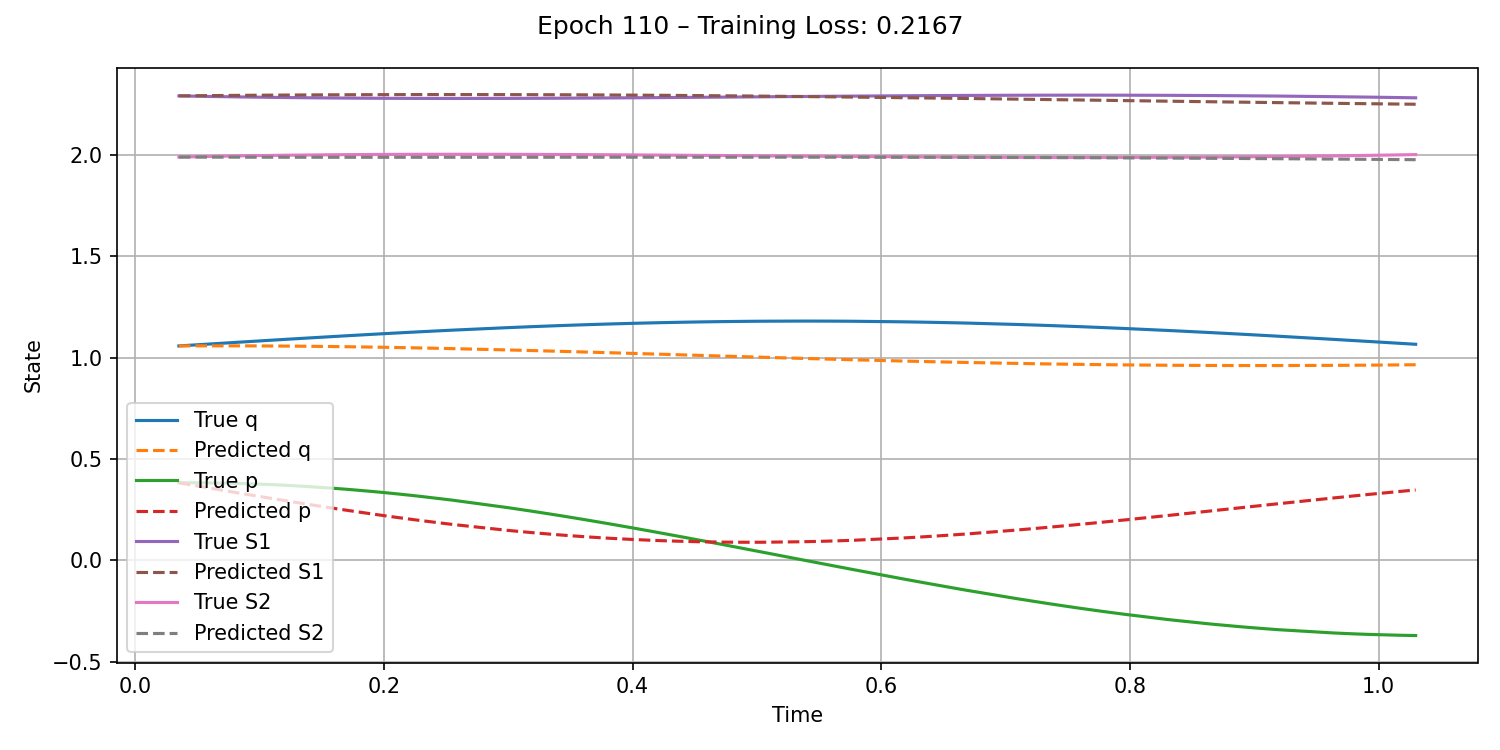 Epoch 110 – Training Loss: 0.2167
2.0
1.5
1.0
0.5
0.0
−0.5
State
True q
Predicted q
True p
Predicted p
True S1
Predicted S1
True S2
Predicted S2
0.0 0.2 0.4 0.6 0.8 1.0
Time